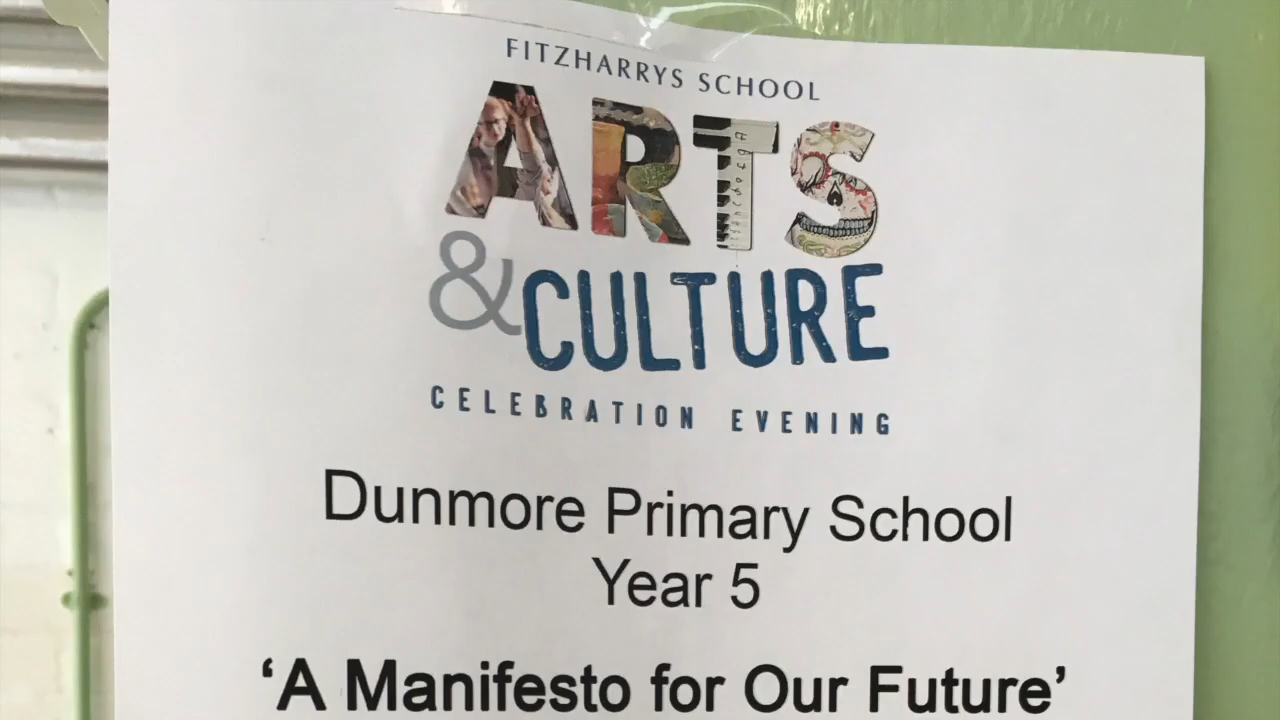 FITZHARRYS SCHOOL
ARTS
& CULTURE
CELEBRATION EVENING
Dunmore Primary School
Year 5
‘A Manifesto for Our Future’